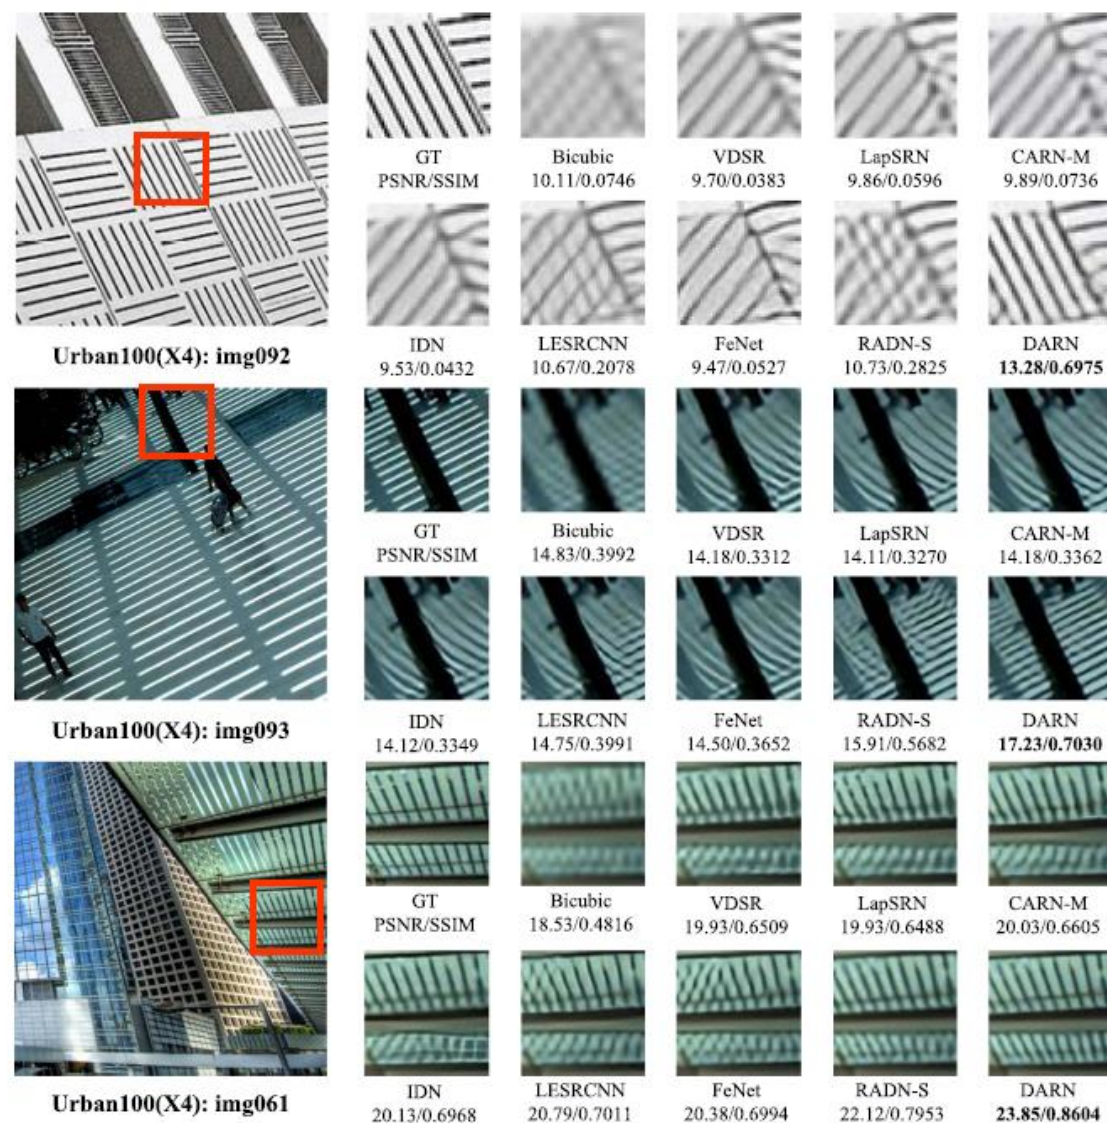 GT Bicubic VDSR LapSRN CARN-M
PSNR/SSIM 10.11/0.0746 9.70/0.0383 9.86/0.0596 9.89/0.0736
IDN LESRCNN FeNet RADN-S DARN
9.53/0.0432 10.67/0.2078 9.47/0.0527 10.73/0.2825 13.28/0.6975
Urban100(X4): img092
GT Bicubic VDSR LapSRN CARN-M
PSNR/SSIM 14.83/0.3992 14.18/0.3312 14.11/0.3270 14.18/0.3362
IDN LESRCNN FeNet RADN-S DARN
14.12/0.3349 14.75/0.3991 14.50/0.3652 15.91/0.5682 17.23/0.7030
Urban100(X4): img093
GT Bicubic VDSR LapSRN CARN-M
PSNR/SSIM 18.53/0.4816 19.93/0.6509 19.93/0.6488 20.03/0.6605
IDN LESRCNN FeNet RADN-S DARN
20.13/0.6968 20.79/0.7011 20.38/0.6994 22.12/0.7953 23.85/0.8604
Urban100(X4): img061